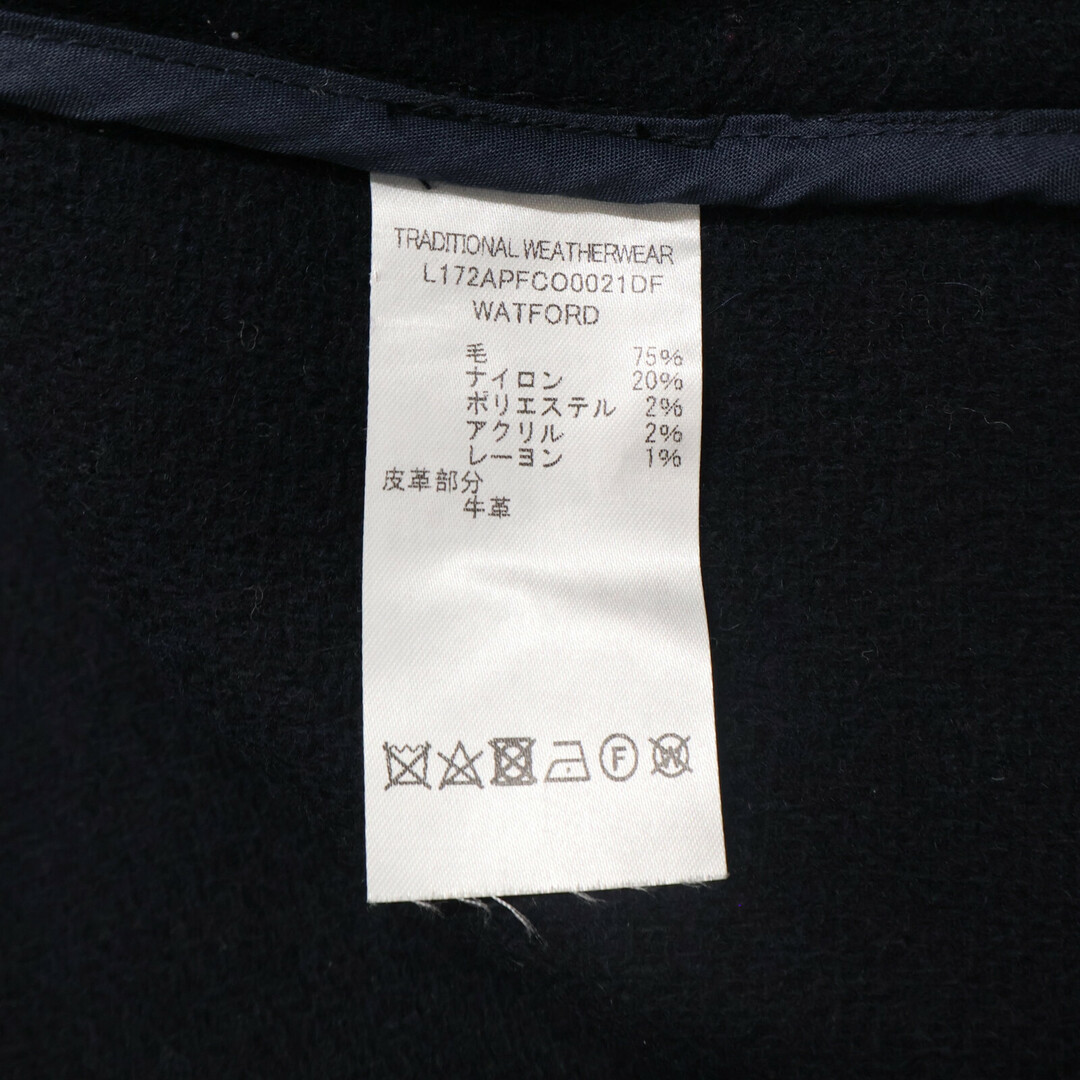 TRADITIONAL WEATHERWEAR
L172APFCO0021DF
WATFORD
毛 75%
ナイロン 20%
ポリエステル 2%
アクリル 2%
レーヨン 1%
皮革部分
牛革
F W